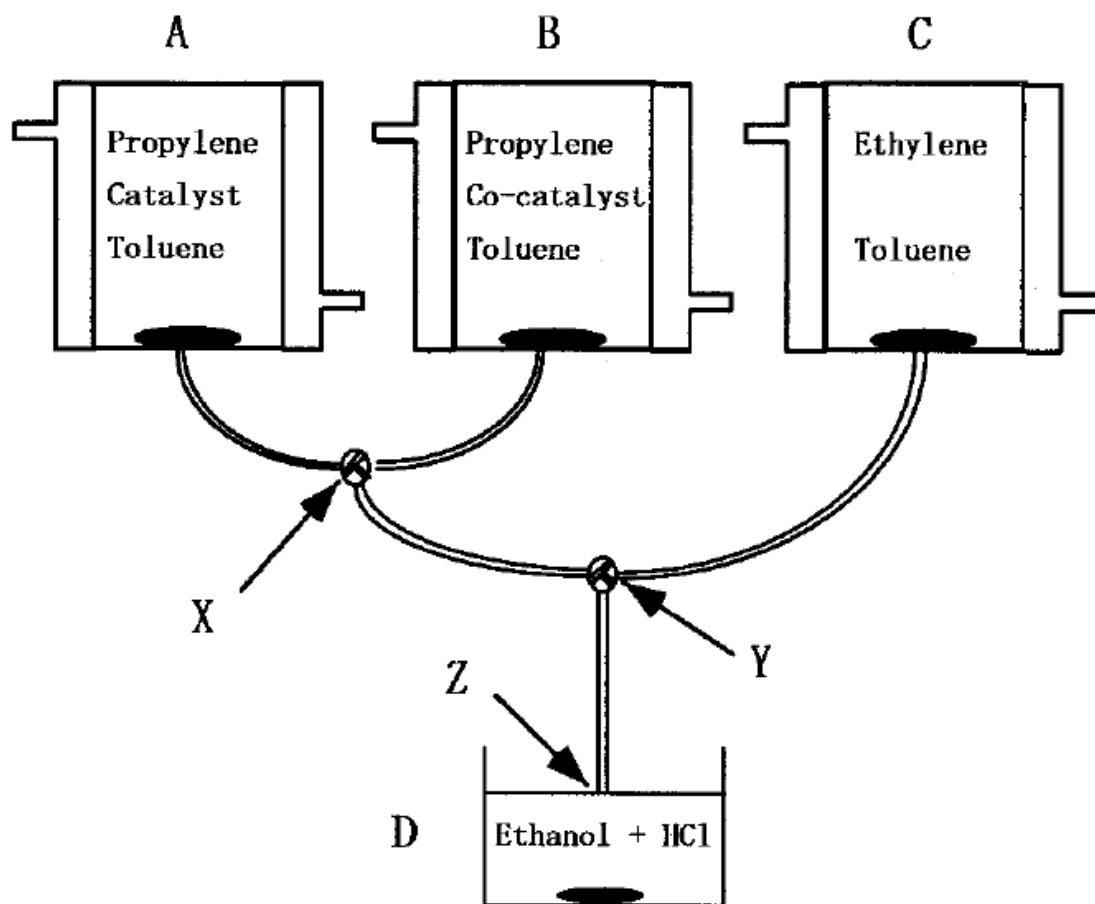 A
B
C
Propylene
Catalyst
Toluene
Propylene
Co-catalyst
Toluene
Ethylene
Toluene
X
Y
Z
D
Ethanol + HCl